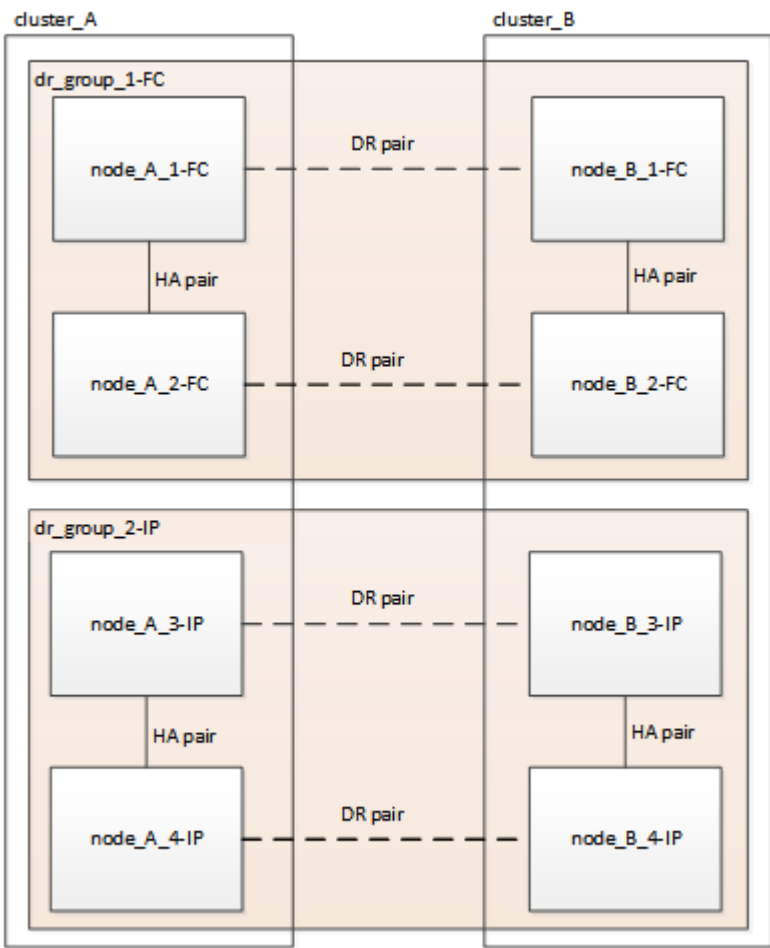 cluster_A
cluster_B
dr_group_1-FC
node_A_1-FC
DR pair
node_B_1-FC
HA pair
HA pair
node_A_2-FC
DR pair
node_B_2-FC
dr_group_2-IP
node_A_3-IP
DR pair
node_B_3-IP
HA pair
HA pair
node_A_4-IP
DR pair
node_B_4-IP